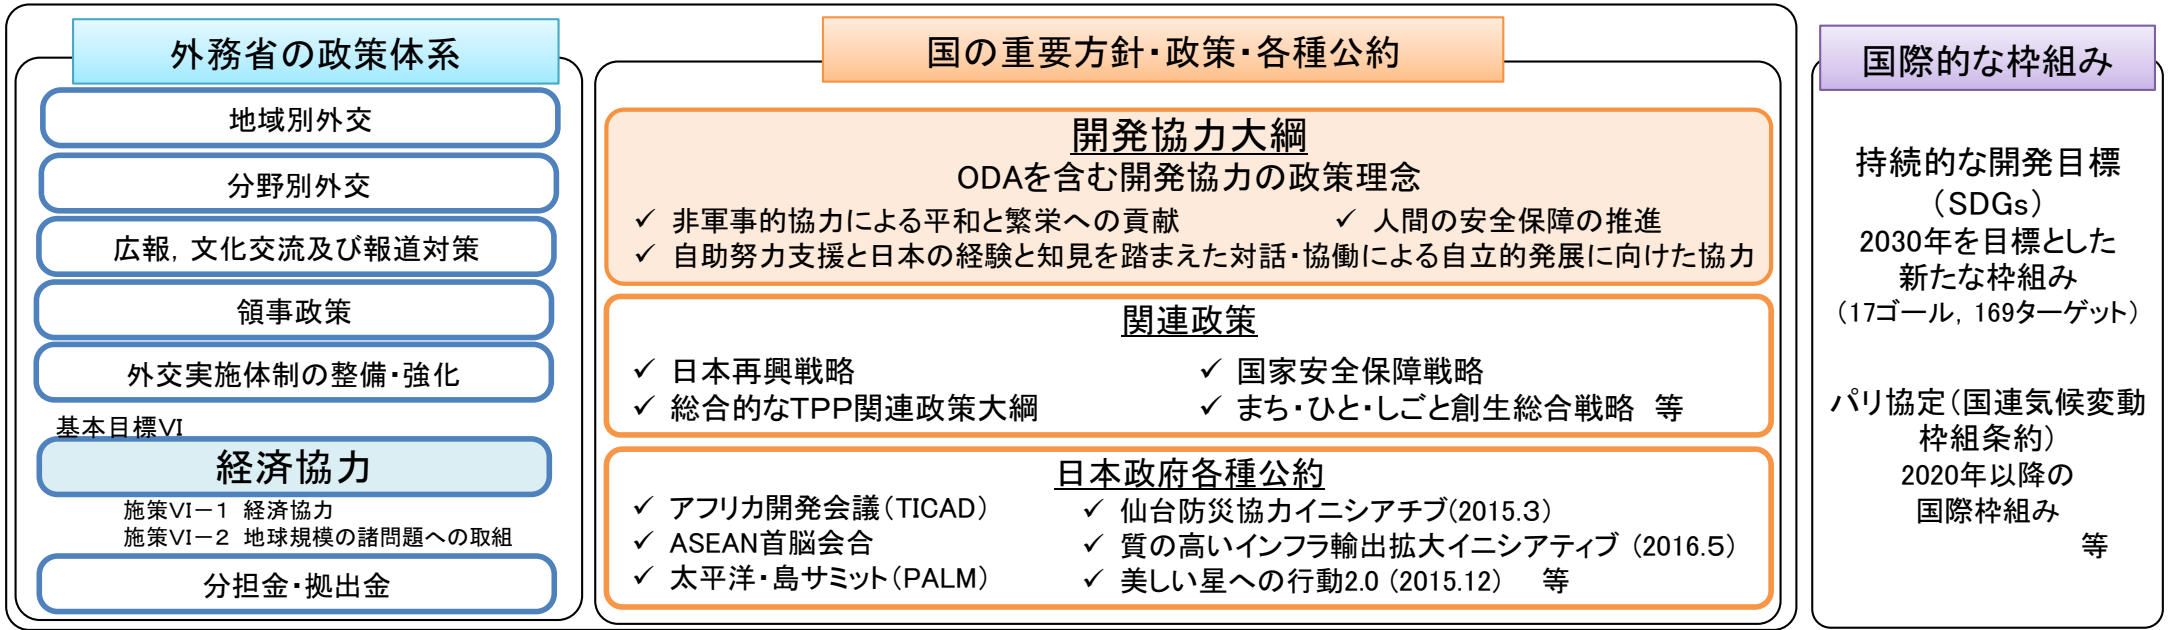 外務省の政策体系
地域別外交
分野別外交
広報，文化交流及び報道対策
領事政策
外交実施体制の整備・強化
基本目標Ⅵ
経済協力
施策Ⅵ－１ 経済協力
施策Ⅵ－２ 地球規模の諸問題への取組
分担金・拠出金
国の重要方針・政策・各種公約
開発協力大綱
ODAを含む開発協力の政策理念
✓ 非軍事的協力による平和と繁栄への貢献 ✓ 人間の安全保障の推進
✓ 自助努力支援と日本の経験と知見を踏まえた対話・協働による自立的発展に向けた協力
関連政策
✓ 日本再興戦略 ✓ 国家安全保障戦略
✓ 総合的なTPP関連政策大綱 ✓ まち・ひと・しごと創生総合戦略 等
日本政府各種公約
✓ アフリカ開発会議（TICAD） ✓ 仙台防災協力イニシアチブ(2015.3)
✓ ASEAN首脳会合 ✓ 質の高いインフラ輸出拡大イニシアティブ (2016.5)
✓ 太平洋・島サミット（PALM） ✓ 美しい星への行動2.0 (2015.12) 等
国際的な枠組み
持続的な開発目標
（SDGs）
2030年を目標とした
新たな枠組み
（17ゴール，169ターゲット）
パリ協定（国連気候変動
枠組条約）
2020年以降の
国際枠組み
等